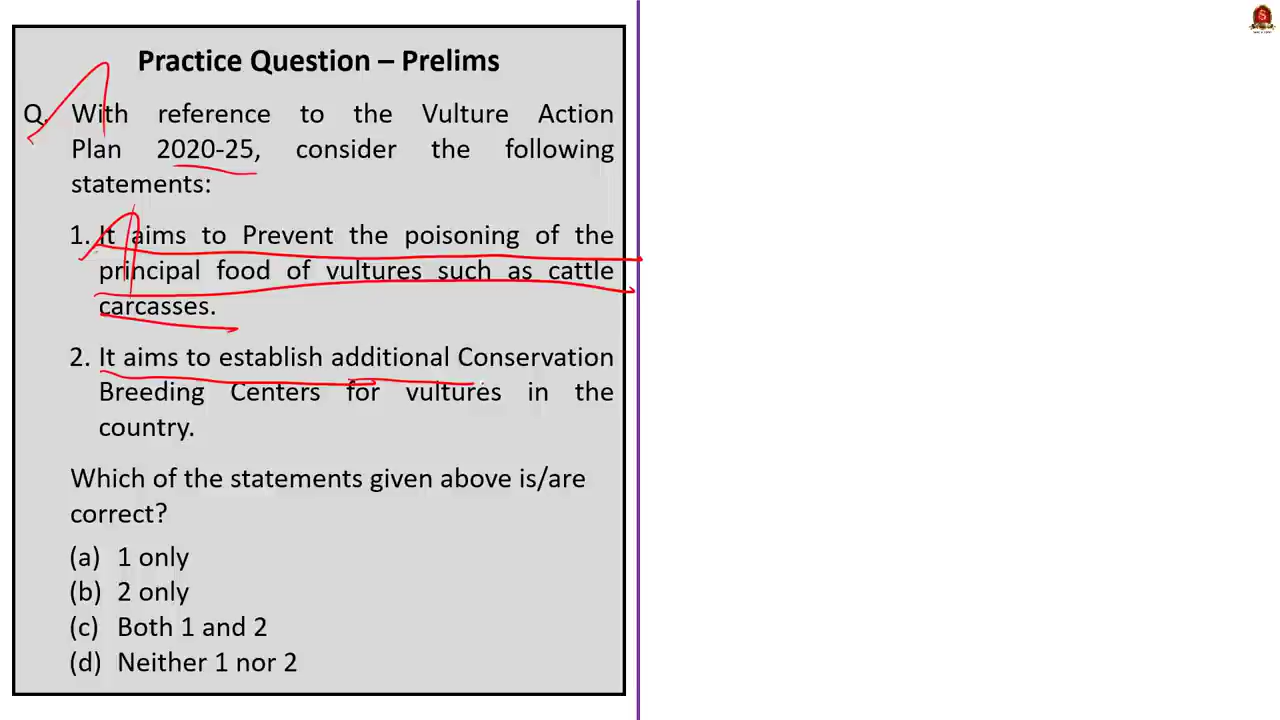 Practice Question – Prelims
Q. With reference to the Vulture Action
Plan 2020-25, consider the following
statements:
1. It aims to Prevent the poisoning of the
principal food of vultures such as cattle
carcasses.
2. It aims to establish additional Conservation
Breeding Centers for vultures in the
country.
Which of the statements given above is/are
correct?
(a) 1 only
(b) 2 only
(c) Both 1 and 2
(d) Neither 1 nor 2